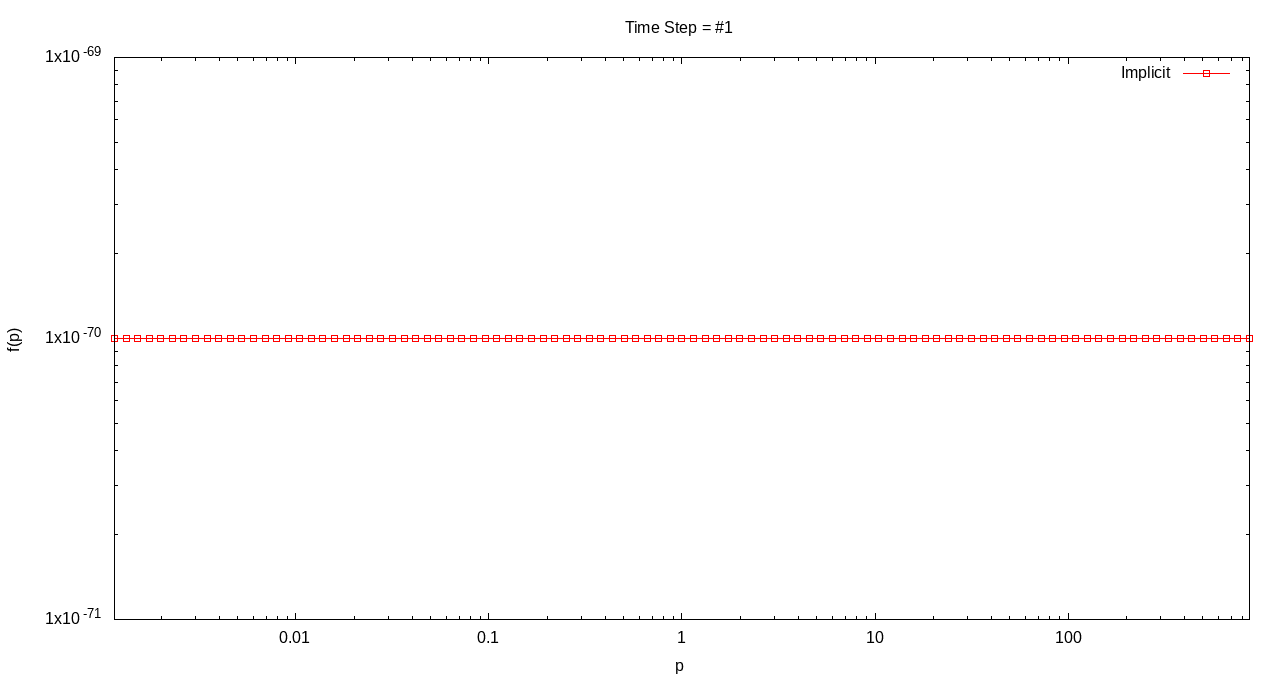 Time Step = #1
1x10^-69
Implicit
1x10^-70
f(p)
1x10^-71
0.01 0.1 1 10 100
p